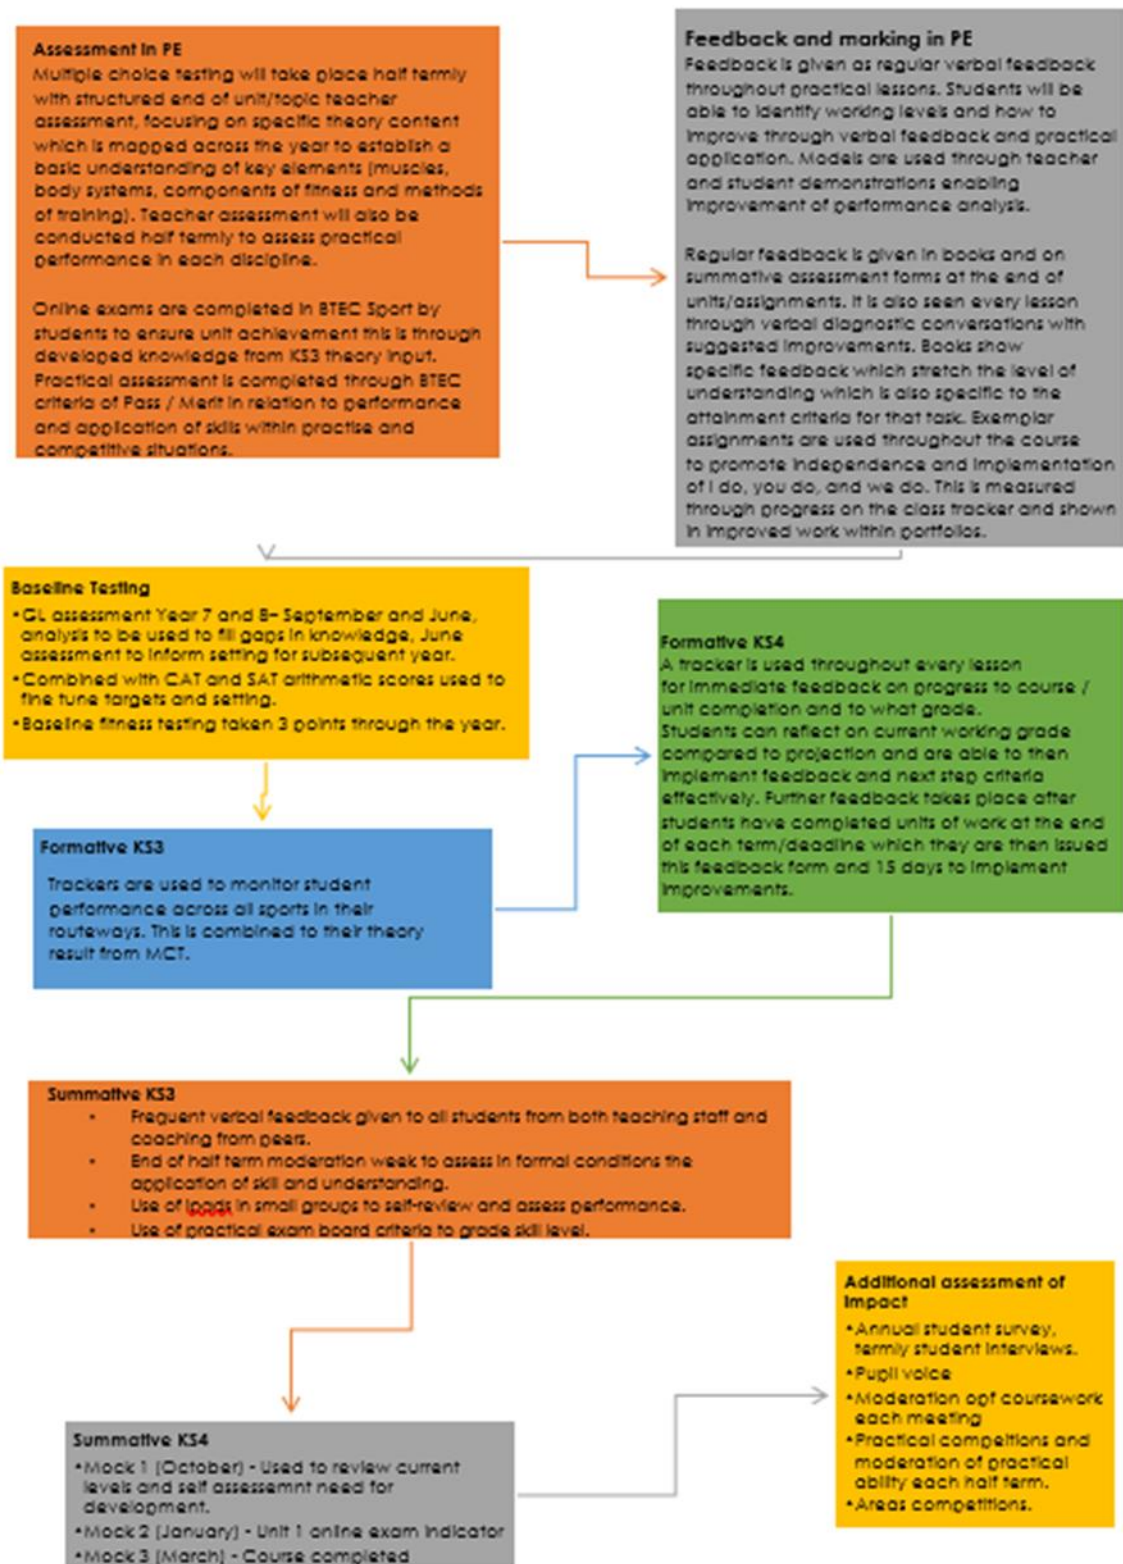 Assessment in PE
Multiple choice testing will take place half termly
with structured end of unit/topic teacher
assessment, focusing on specific theory content
which is mapped across the year to establish a
basic understanding of key elements (muscles,
body systems, components of fitness and methods
of training). Teacher assessment will also be
conducted half termly to assess practical
performance in each discipline.
Online exams are completed in BTEC Sport by
students to ensure unit achievement this is through
developed knowledge from KS3 theory input.
Practical assessment is completed through BTEC
criteria of Pass / Merit in relation to performance
and application of skills within practise and
competitive situations.
Feedback and marking in PE
Feedback is given as regular verbal feedback
throughout practical lessons. Students will be
able to identify working levels and how to
improve through verbal feedback and practical
application. Models are used through teacher
and student demonstrations enabling
improvement of performance analysis.
Regular feedback is given in books and on
summative assessment forms at the end of
units/assignments. It is also seen every lesson
through verbal diagnostic conversations with
suggested improvements. Books show
specific feedback which stretch the level of
understanding which is also specific to the
attainment criteria for that task. Exemplar
assignments are used throughout the course
to promote independence and implementation
of I do, you do, and we do. This is measured
through progress on the class tracker and shown
in improved work within portfolios.
Baseline Testing
•GL assessment Year 7 and 8– September and June,
analysis to be used to fill gaps in knowledge, June
assessment to inform setting for subsequent year.
•Combined with CAT and SAT arithmetic scores used to
fine tune targets and setting.
•Baseline fitness testing taken 3 points through the year.
Formative KS4
A tracker is used throughout every lesson
for immediate feedback on progress to course /
unit completion and to what grade.
Students can reflect on current working grade
compared to projection and are able to then
implement feedback and next step criteria
effectively. Further feedback takes place after
students have completed units of work at the end
of each term/deadline which they are then issued
this feedback form and 15 days to implement
improvements.
Formative KS3
Trackers are used to monitor student
performance across all sports in their
routeways. This is combined to their theory
result from MCT.
Summative KS3
• Frequent verbal feedback given to all students from both teaching staff and
coaching from peers.
• End of half term moderation week to assess in formal conditions the
application of skill and understanding.
• Use of ipads in small groups to self-review and assess performance.
• Use of practical exam board criteria to grade skill level.
Additional assessment of
impact
•Annual student survey,
termly student interviews.
•Pupil voice
•Moderation opf coursework
each meeting
•Practical compeitions and
moderation of practical
ability each half term.
•Areas competitions.
Summative KS4
•Mock 1 (October) - Used to review current
levels and self assessemnt need for
development.
•Mock 2 (January) - Unit 1 online exam indicator
•Mock 3 (March) - Course completed